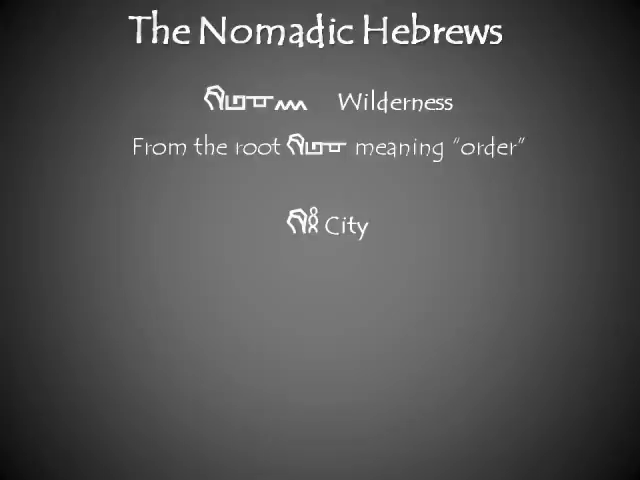 The Nomadic Hebrews
Wilderness
From the root meaning “order”
City